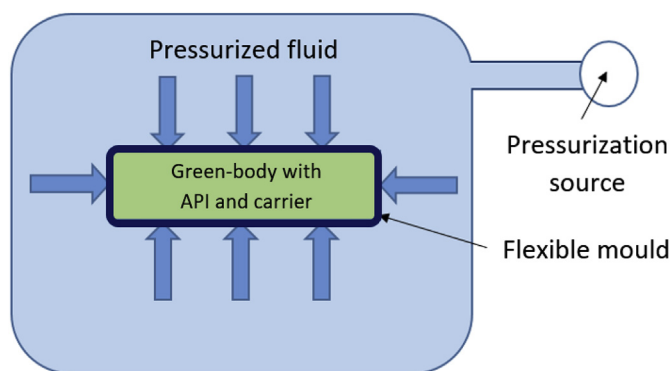 Pressurized fluid
Green-body with
API and carrier
Pressurization
source
Flexible mould